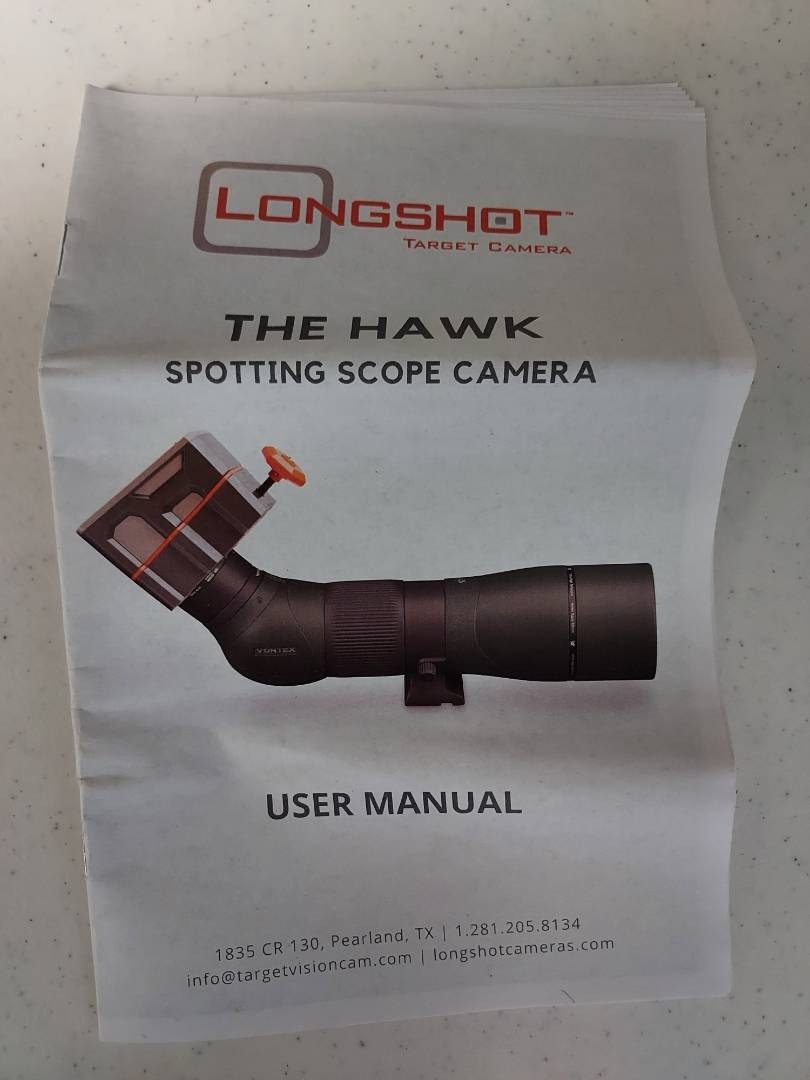 LONGSHOT™
TARGET CAMERA
THE HAWK
SPOTTING SCOPE CAMERA
VORTEX
USER MANUAL
1835 CR 130, Pearland, TX | 1.281.205.8134
info@targetvisioncam.com | longshotcameras.com